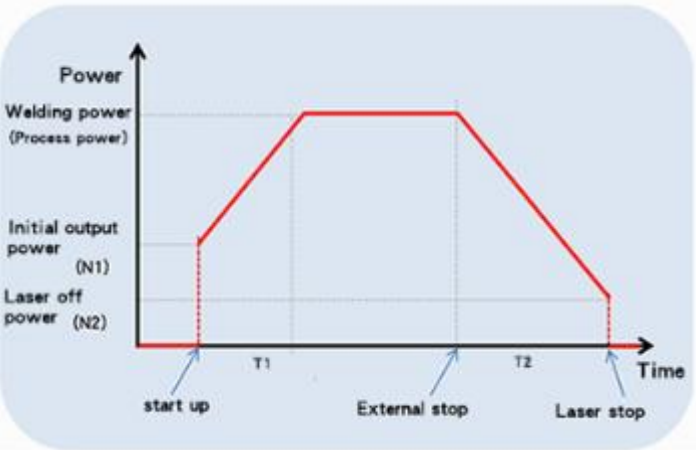 Power
Welding power
(Process power)
Initial output
power
(N1)
Laser off
power (N2)
T1
T2
Time
start up
External stop
Laser stop